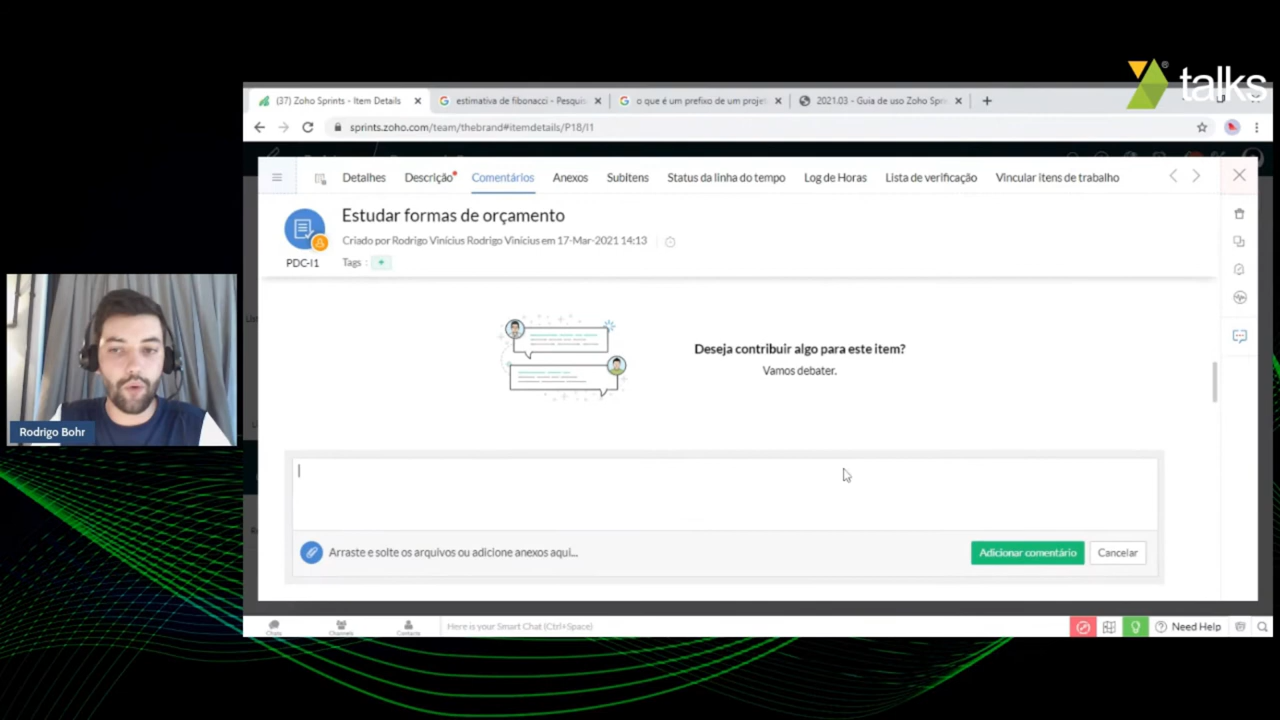 talks
(37) Zoho Sprints - Item Details
estimativa de fibonacci - Pesquis
o que é um prefixo de um proje
2021.03 - Guia de uso Zoho Spr
sprints.zoho.com/team/thebrand#itemdetails/P18/I1
Detalhes
Descrição
Comentários
Anexos
Subitens
Status da linha do tempo
Log de Horas
Lista de verificação
Vincular itens de trabalho
Estudar formas de orçamento
Criado por Rodrigo Vinícius Rodrigo Vinícius em 17-Mar-2021 14:13
PDC-I1
Tags :
+
Deseja contribuir algo para este item?
Vamos debater.
Rodrigo Bohr
Arraste e solte os arquivos ou adicione anexos aqui...
Adicionar comentário
Cancelar
Chats
Channels
Contacts
Here is your Smart Chat (Ctrl+Space)
Need Help